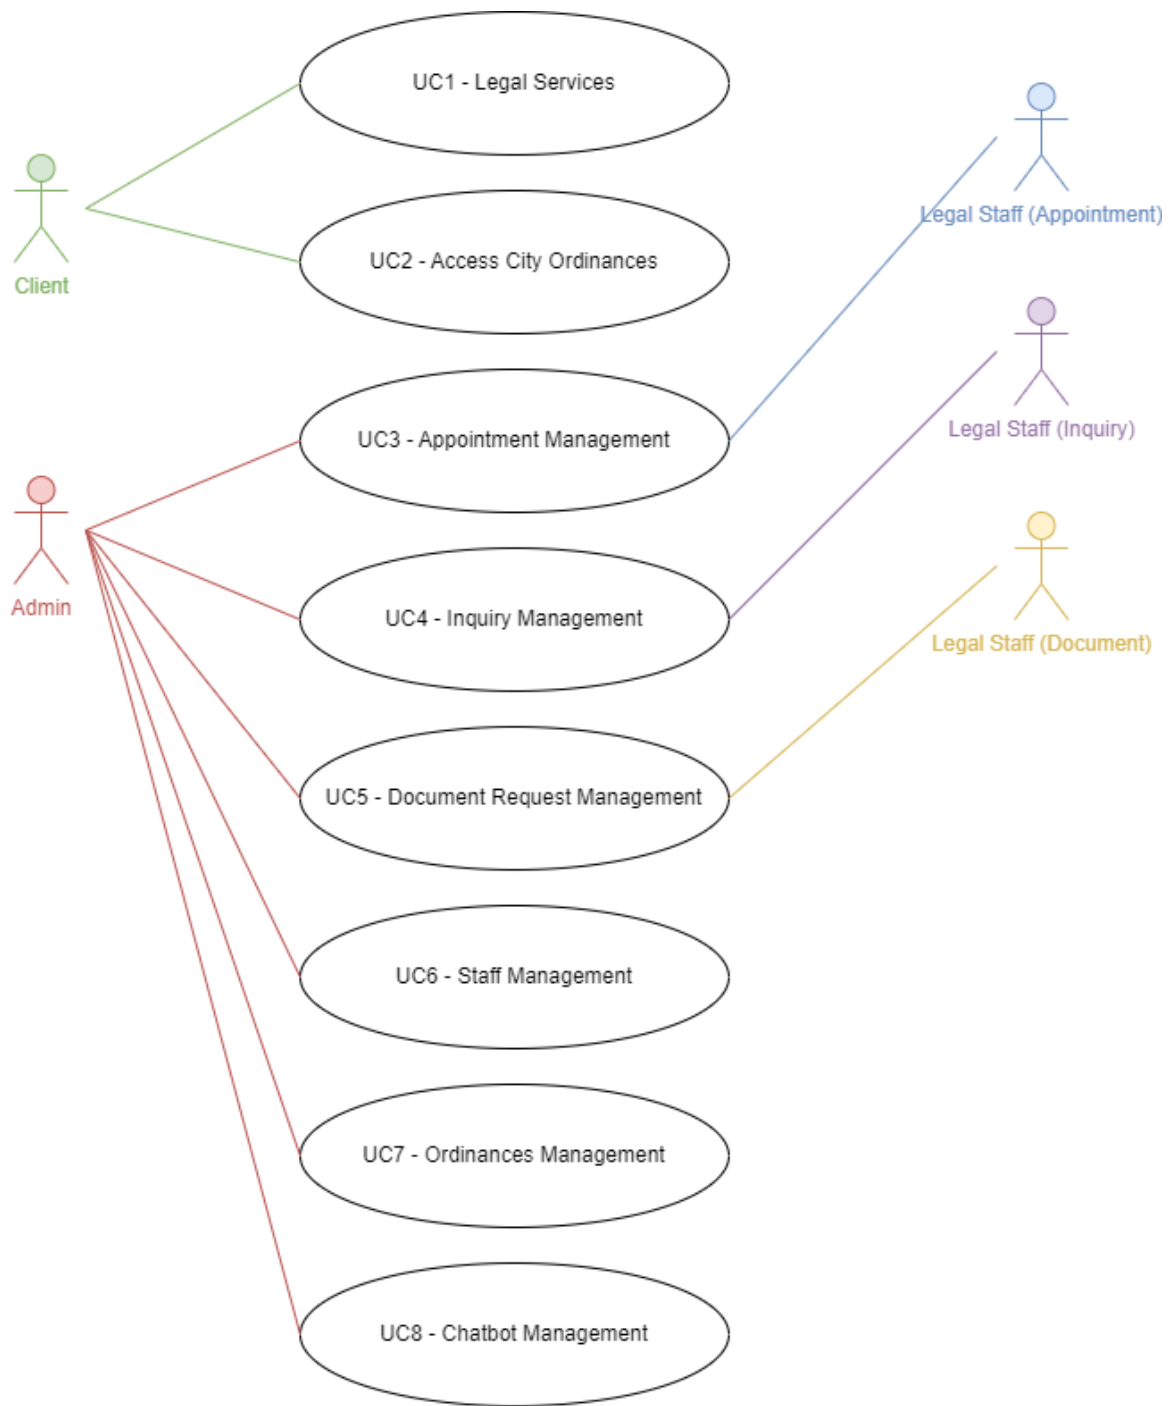 UC1 - Legal Services
Legal Staff (Appointment)
UC2 - Access City Ordinances
Client
Legal Staff (Inquiry)
UC3 - Appointment Management
Admin
UC4 - Inquiry Management
Legal Staff (Document)
UC5 - Document Request Management
UC6 - Staff Management
UC7 - Ordinances Management
UC8 - Chatbot Management